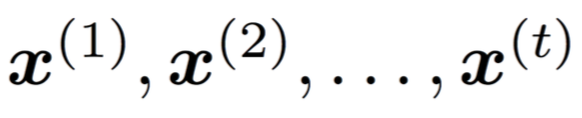 x^(1), x^(2), ..., x^(t)